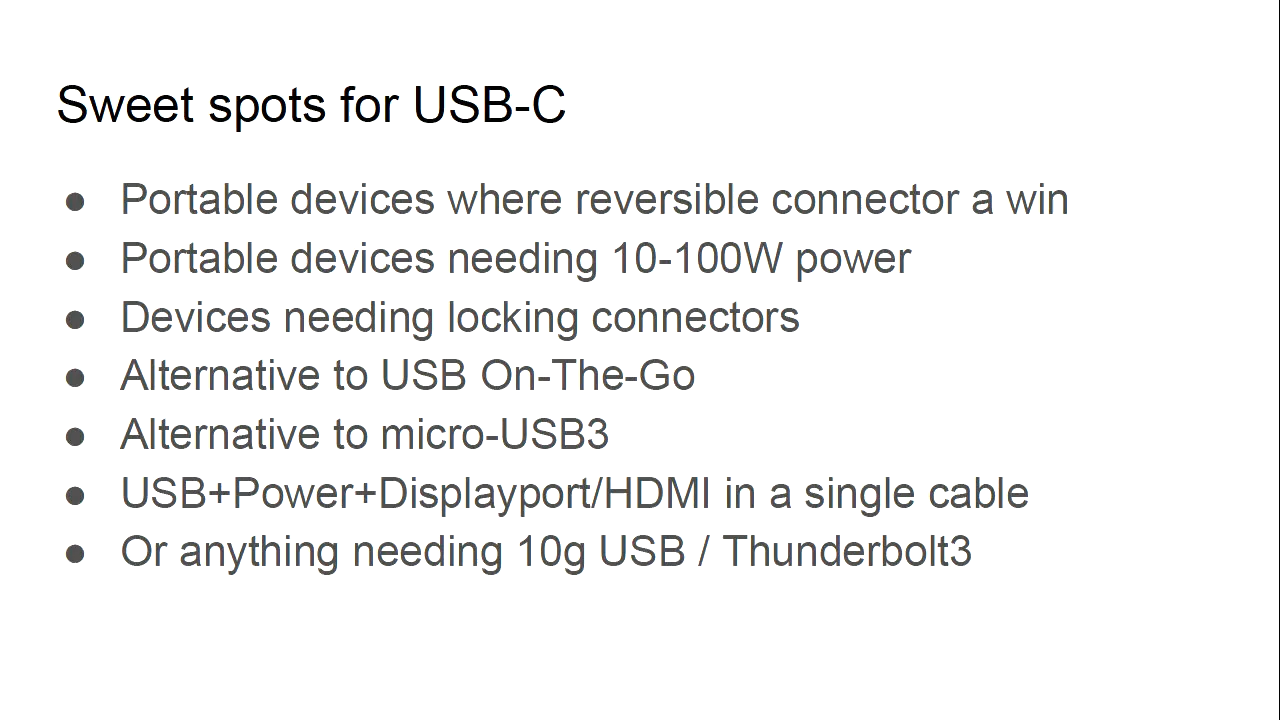 Sweet spots for USB-C
● Portable devices where reversible connector a win
● Portable devices needing 10-100W power
● Devices needing locking connectors
● Alternative to USB On-The-Go
● Alternative to micro-USB3
● USB+Power+Displayport/HDMI in a single cable
● Or anything needing 10g USB / Thunderbolt3